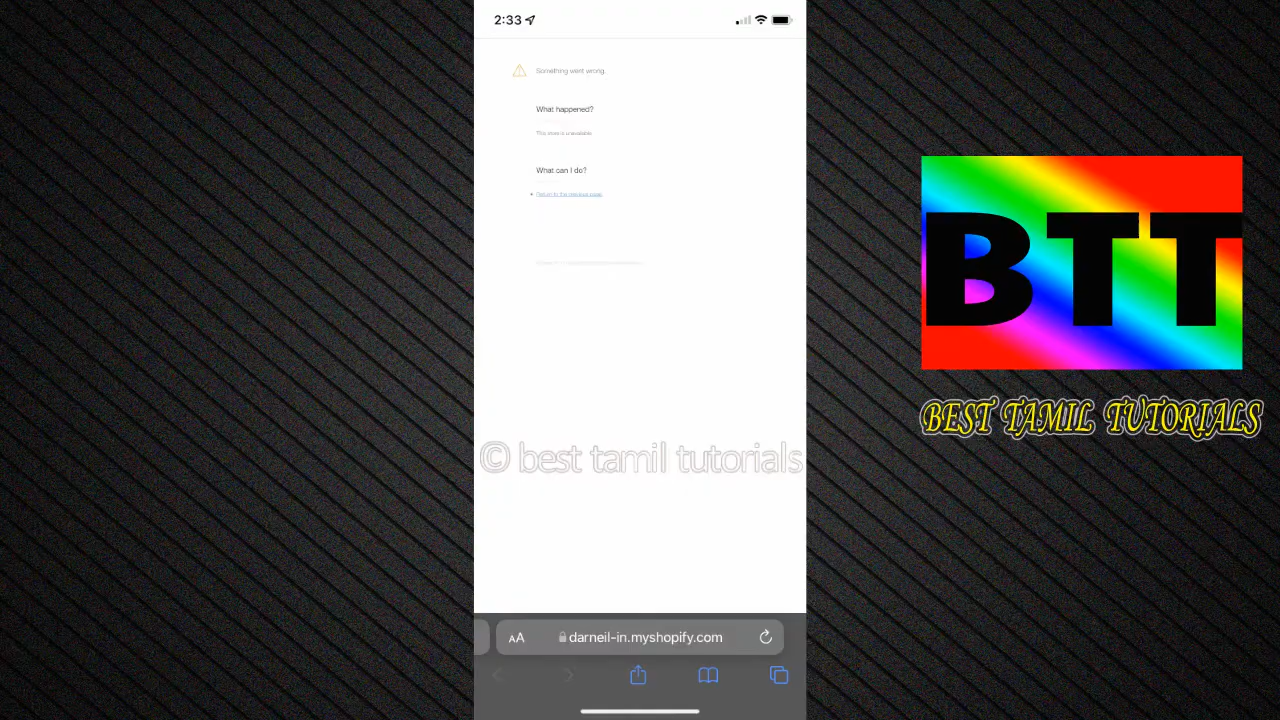 2:33
Something went wrong.
What happened?
This store is unavailable
What can I do?
Return to the previous page
© best tamil tutorials
AA darneil-in.myshopify.com
BTT
BEST TAMIL TUTORIALS